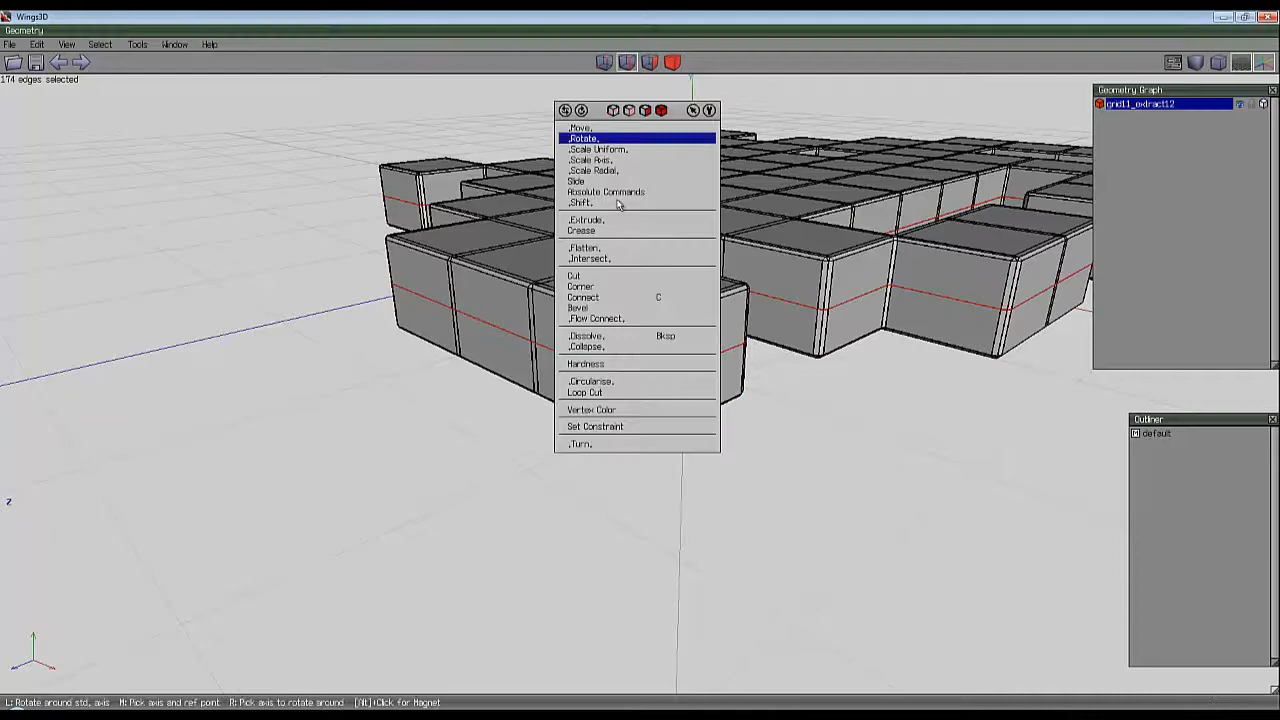 Wings3D
Geometry
File Edit View Select Tools Window Help
174 edges selected
Geometry Graph
grid11_extract12
.Move.
.Rotate.
.Scale Uniform.
.Scale Axis.
.Scale Radial.
Slide
Absolute Commands
.Shift.
.Extrude.
Crease
.Flatten.
.Intersect.
Cut
Corner
Connect C
Bevel
.Flow Connect.
.Dissolve. Bksp
.Collapse.
Hardness
.Circularise.
Loop Cut
Vertex Color
Set Constraint
.Turn.
Outliner
M default
Y
Z
L: Rotate around std. axis M: Pick axis and ref point R: Pick axis to rotate around [Alt]+Click for Magnet